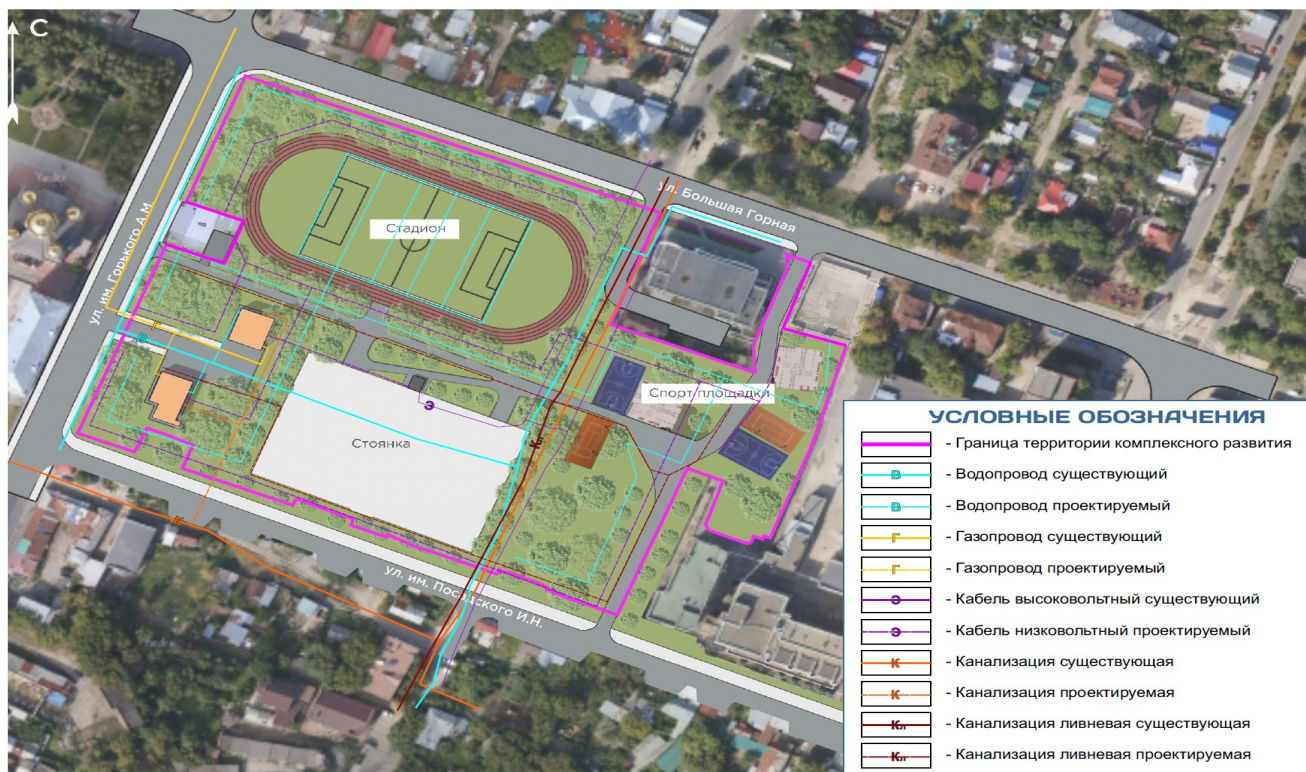 С
ул. Большая Горная
Стадион
ул. им. Горького А.М.
Г
В
Спорт площадки
Э
Стоянка
Кл
К
ул. им. Посадского И.Н.
УСЛОВНЫЕ ОБОЗНАЧЕНИЯ
- Граница территории комплексного развития
В - Водопровод существующий
В - Водопровод проектируемый
Г - Газопровод существующий
Г - Газопровод проектируемый
Э - Кабель высоковольтный существующий
Э - Кабель низковольтный проектируемый
К - Канализация существующая
К - Канализация проектируемая
Кл - Канализация ливневая существующая
Кл - Канализация ливневая проектируемая